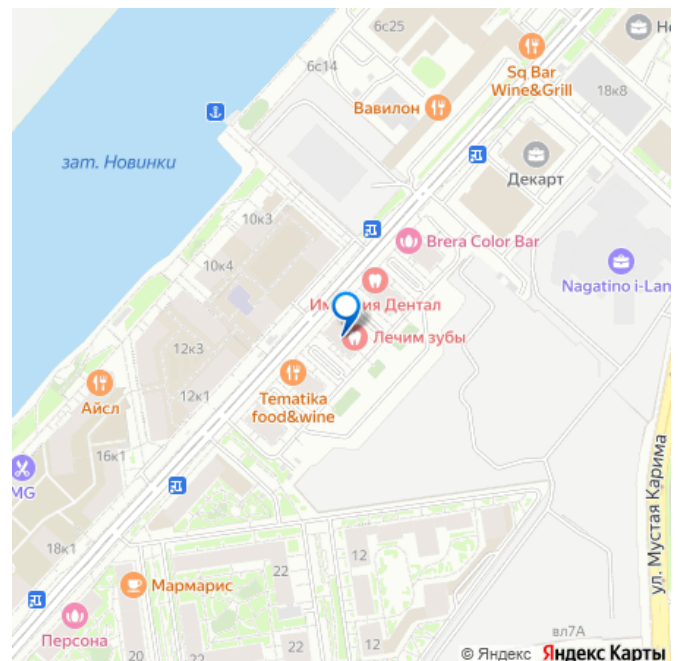 6с25
Не
6с14
Sq Bar
Wine&Grill
18к8
Вавилон
зат. Новинки
Декарт
10к3
Brera Color Bar
10к4
Nagatino i-Lan
Дентал
Лечим зубы
12к3
Tematika
food&wine
12к1
Айсл
16к1
MG
ул. Мустая Карима
18к1
12
22
Мармарис
Персона
20
22
22
12
вл7А
© Яндекс Яндекс Карты